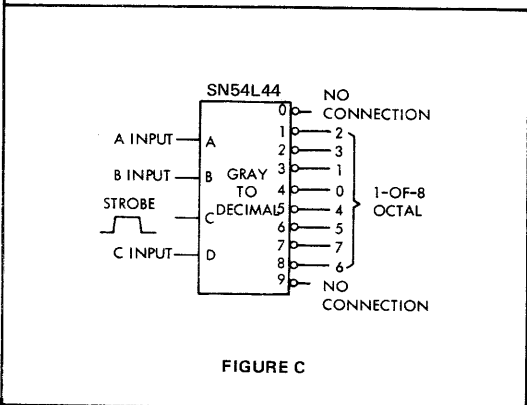 SN54L44
NO
CONNECTION
0
A INPUT
A
1
2
2
3
B INPUT
B
GRAY
TO
DECIMAL
3
1
4
0
1-OF-8
OCTAL
STROBE
C
5
4
6
5
C INPUT
D
7
7
8
6
9
NO
CONNECTION
FIGURE C